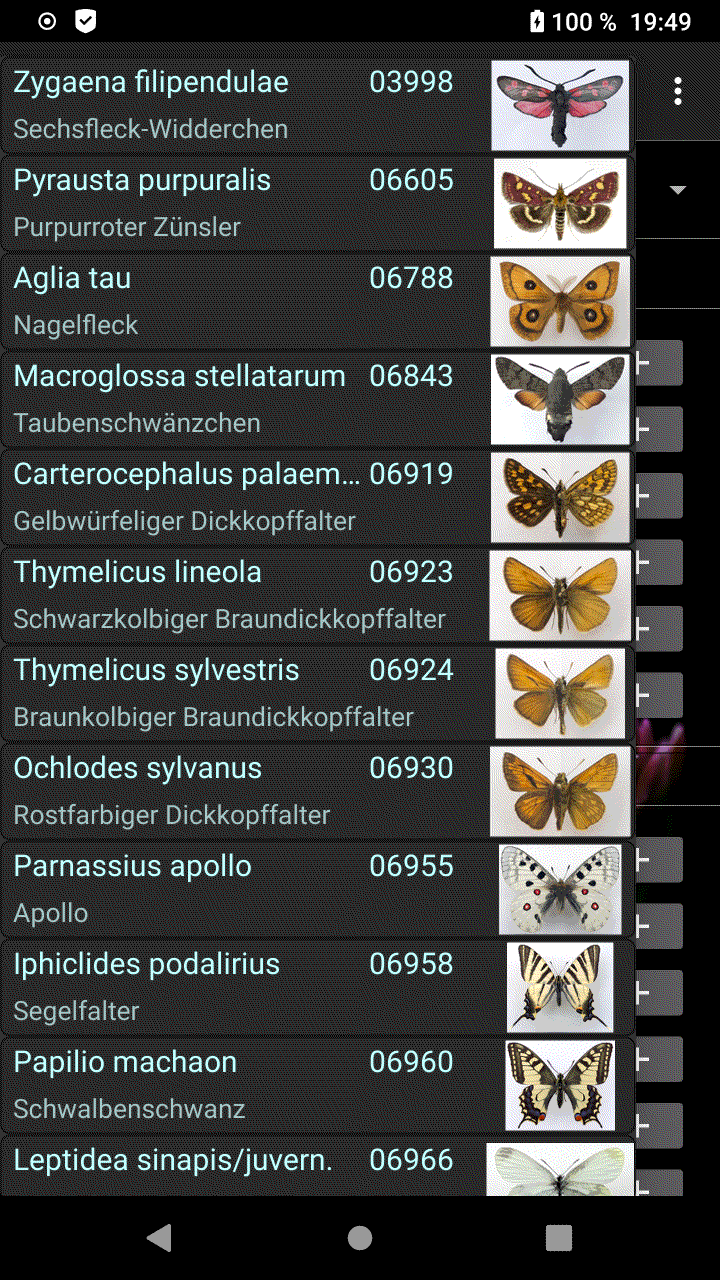 100 % 19:49
Zygaena filipendulae 03998
Sechsfleck-Widderchen
Pyrausta purpuralis 06605
Purpurroter Zünsler
Aglia tau 06788
Nagelfleck
Macroglossa stellatarum 06843
Taubenschwänzchen
Carterocephalus palaem… 06919
Gelbwürfeliger Dickkopffalter
Thymelicus lineola 06923
Schwarzkolbiger Braundickkopffalter
Thymelicus sylvestris 06924
Braunkolbiger Braundickkopffalter
Ochlodes sylvanus 06930
Rostfarbiger Dickkopffalter
Parnassius apollo 06955
Apollo
Iphiclides podalirius 06958
Segelfalter
Papilio machaon 06960
Schwalbenschwanz
Leptidea sinapis/juvern. 06966